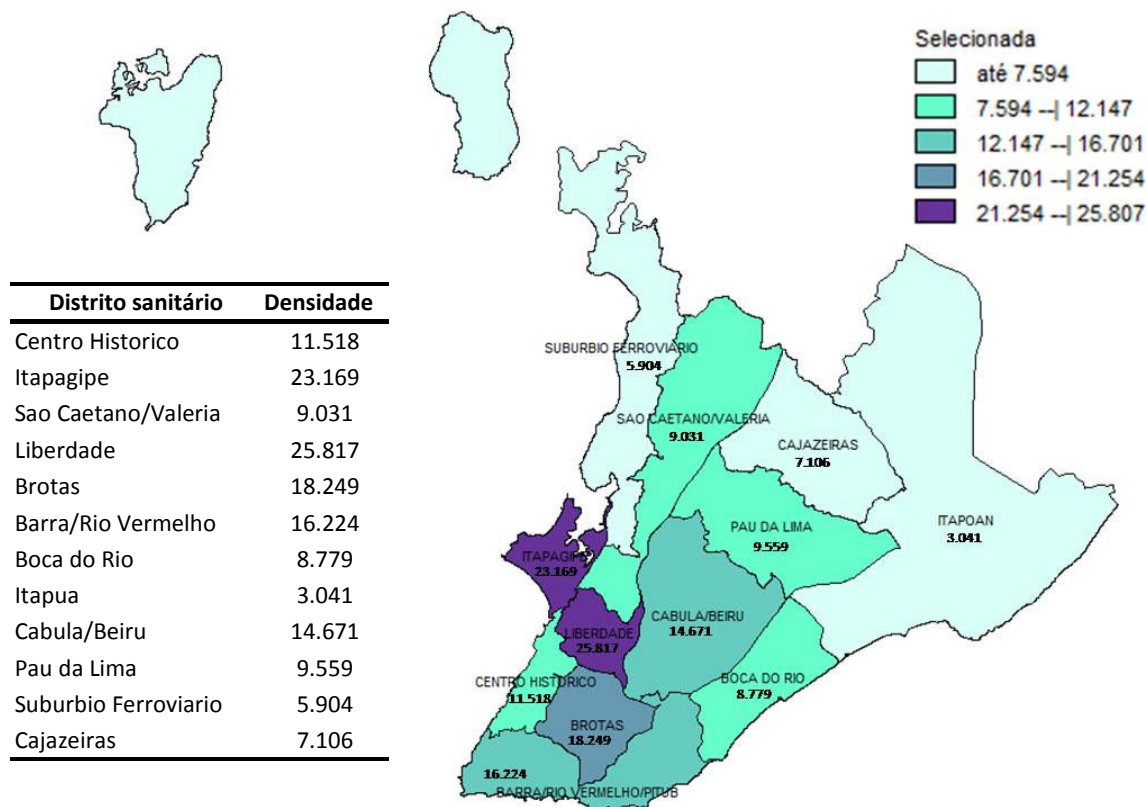 Selecionada
até 7.594
7.594 --| 12.147
12.147 --| 16.701
16.701 --| 21.254
21.254 --| 25.807
Distrito sanitário Densidade
Centro Historico 11.518
Itapagipe 23.169
Sao Caetano/Valeria 9.031
Liberdade 25.817
Brotas 18.249
Barra/Rio Vermelho 16.224
Boca do Rio 8.779
Itapua 3.041
Cabula/Beiru 14.671
Pau da Lima 9.559
Suburbio Ferroviario 5.904
Cajazeiras 7.106
SUBURBIO FERROVIARIO
5.904
SAO CAETANO/VALERIA
9.031
CAJAZEIRAS
7.106
PAU DA LIMA
9.559
ITAPOAN
3.041
ITAPAGIPE
23.169
CABULA/BEIRU
14.671
LIBERDADE
25.817
CENTRO HISTORICO
11.518
BOCA DO RIO
8.779
BROTAS
18.249
16.224
BARRA/RIO VERMELHO/PITUB